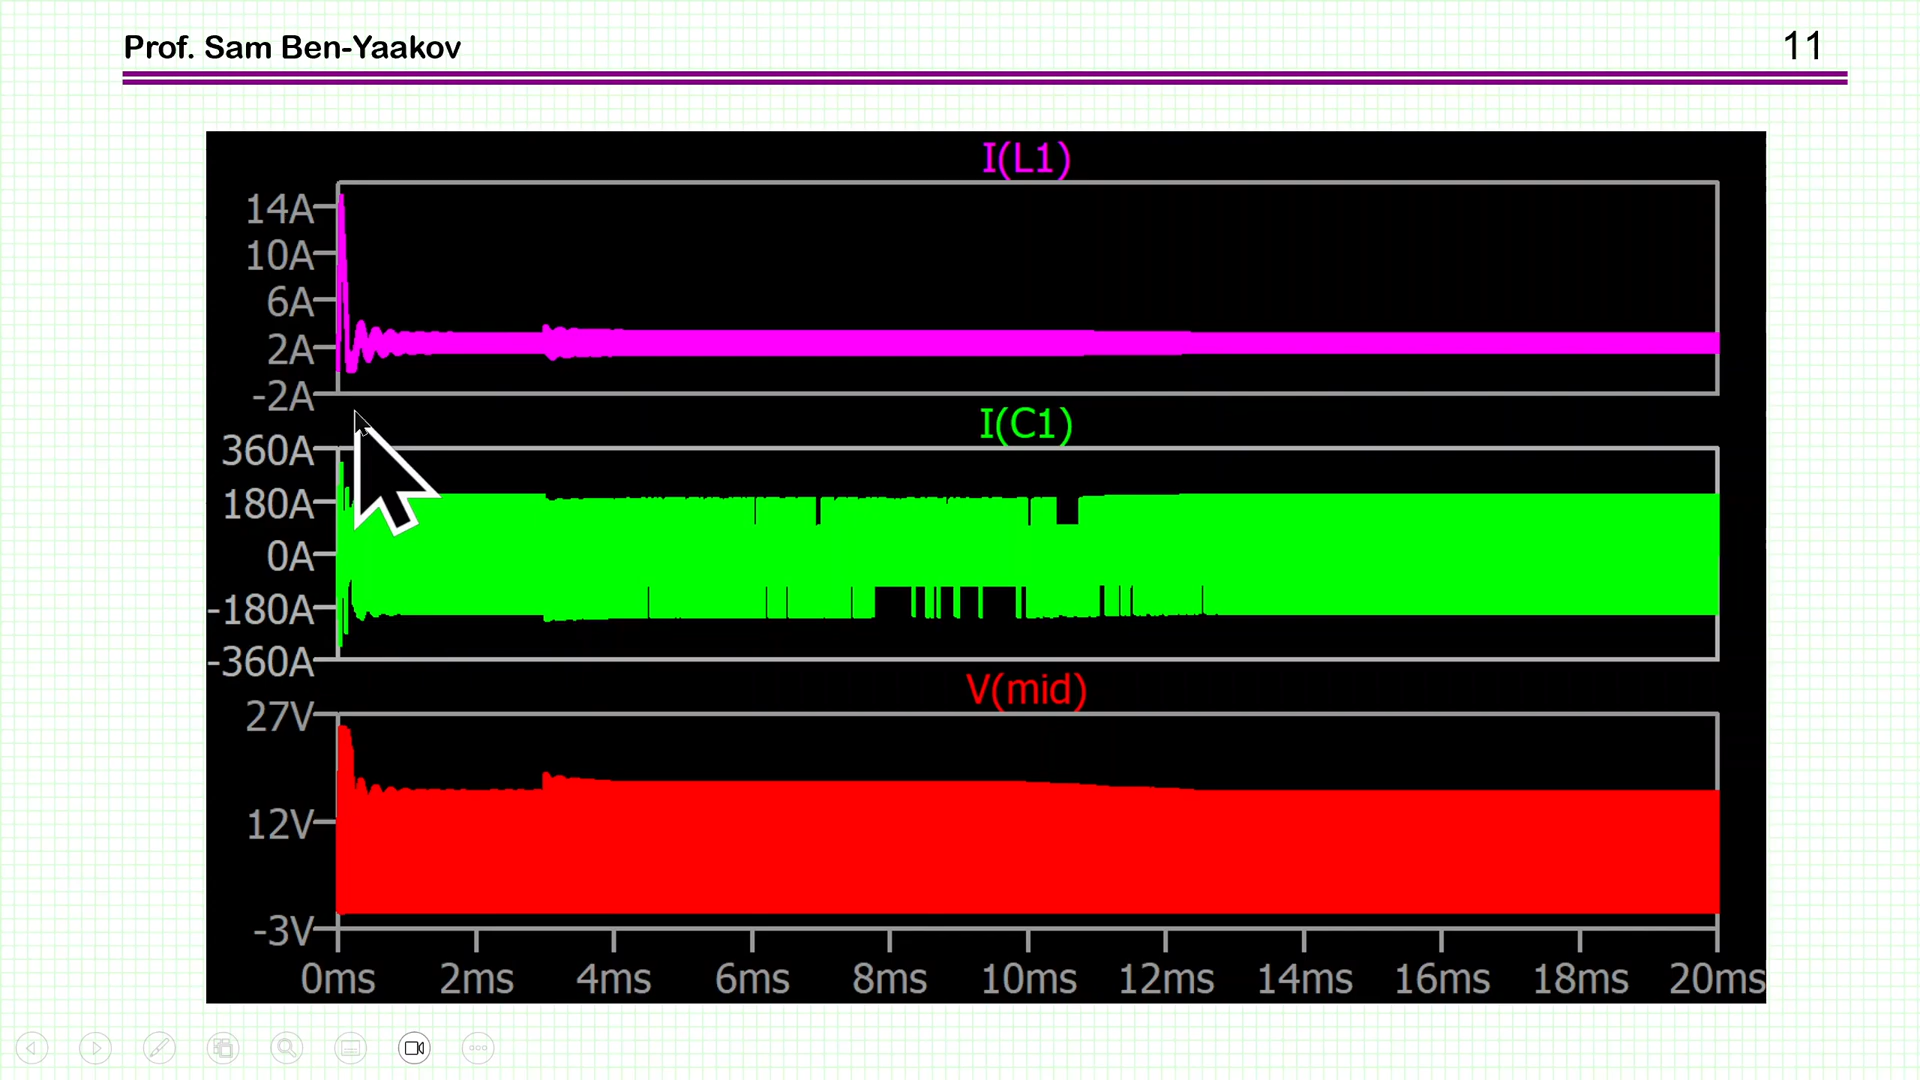 Prof. Sam Ben-Yaakov
11
I(L1)
14A
10A
6A
2A
-2A
I(C1)
360A
180A
0A
-180A
-360A
V(mid)
27V
12V
-3V
0ms 2ms 4ms 6ms 8ms 10ms 12ms 14ms 16ms 18ms 20ms